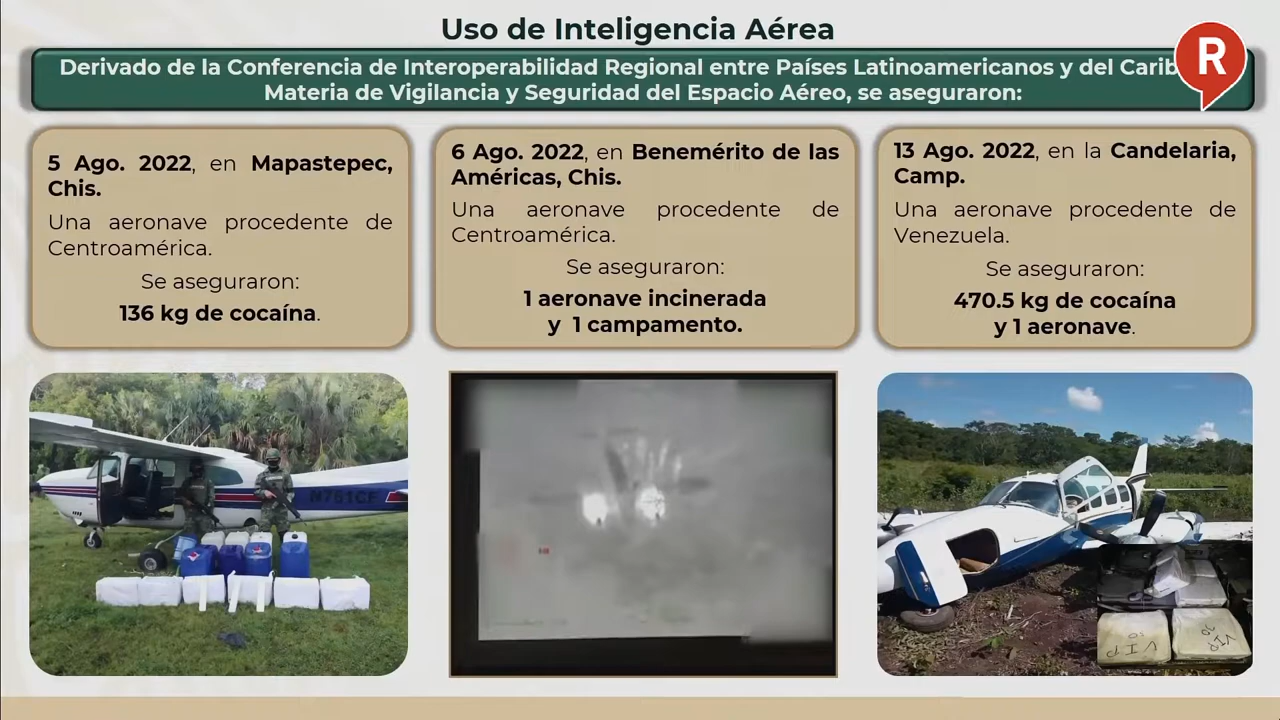 Uso de Inteligencia Aérea
R
Derivado de la Conferencia de Interoperabilidad Regional entre Países Latinoamericanos y del Carib
Materia de Vigilancia y Seguridad del Espacio Aéreo, se aseguraron:
5 Ago. 2022, en Mapastepec,
Chis.
Una aeronave procedente de
Centroamérica.
Se aseguraron:
136 kg de cocaína.
6 Ago. 2022, en Benemérito de las
Américas, Chis.
Una aeronave procedente de
Centroamérica.
Se aseguraron:
1 aeronave incinerada
y 1 campamento.
13 Ago. 2022, en la Candelaria,
Camp.
Una aeronave procedente de
Venezuela.
Se aseguraron:
470.5 kg de cocaína
y 1 aeronave.
N761CF
VIP
VIP